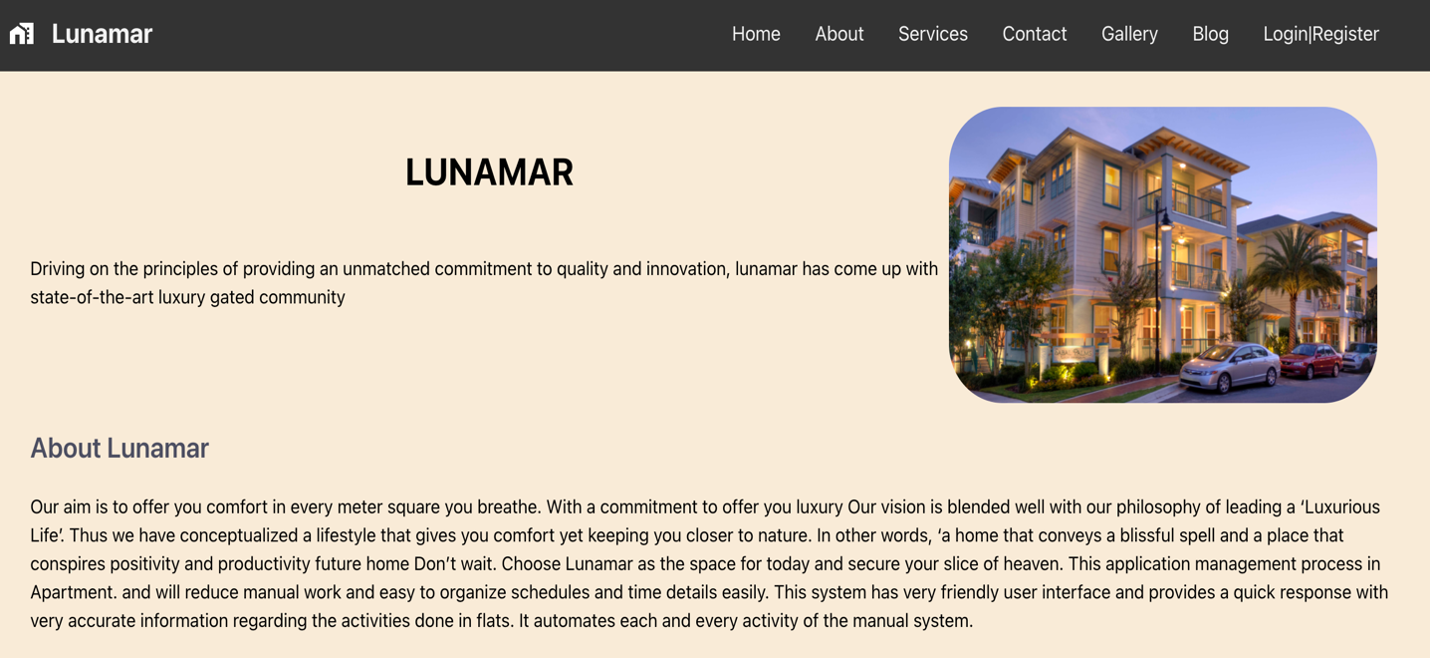 Lunamar
Home About Services Contact Gallery Blog Login|Register
LUNAMAR
Driving on the principles of providing an unmatched commitment to quality and innovation, lunamar has come up with
state-of-the-art luxury gated community
About Lunamar
Our aim is to offer you comfort in every meter square you breathe. With a commitment to offer you luxury Our vision is blended well with our philosophy of leading a ‘Luxurious
Life’. Thus we have conceptualized a lifestyle that gives you comfort yet keeping you closer to nature. In other words, ‘a home that conveys a blissful spell and a place that
conspires positivity and productivity future home Don’t wait. Choose Lunamar as the space for today and secure your slice of heaven. This application management process in
Apartment. and will reduce manual work and easy to organize schedules and time details easily. This system has very friendly user interface and provides a quick response with
very accurate information regarding the activities done in flats. It automates each and every activity of the manual system.